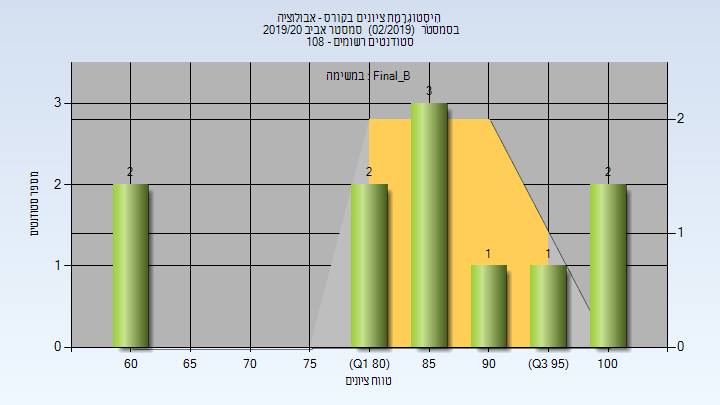 היסטוגרמת ציונים בקורס - אבולוציה
בסמסטר (02/2019) סמסטר אביב 2019/20
סטודנטים רשומים - 108
במשימה : Final_B
מספר סטודנטים
3
2
1
0
2
1
0
2
2
3
1
1
2
60
65
70
75
(Q1 80)
85
90
(Q3 95)
100
טווח ציונים